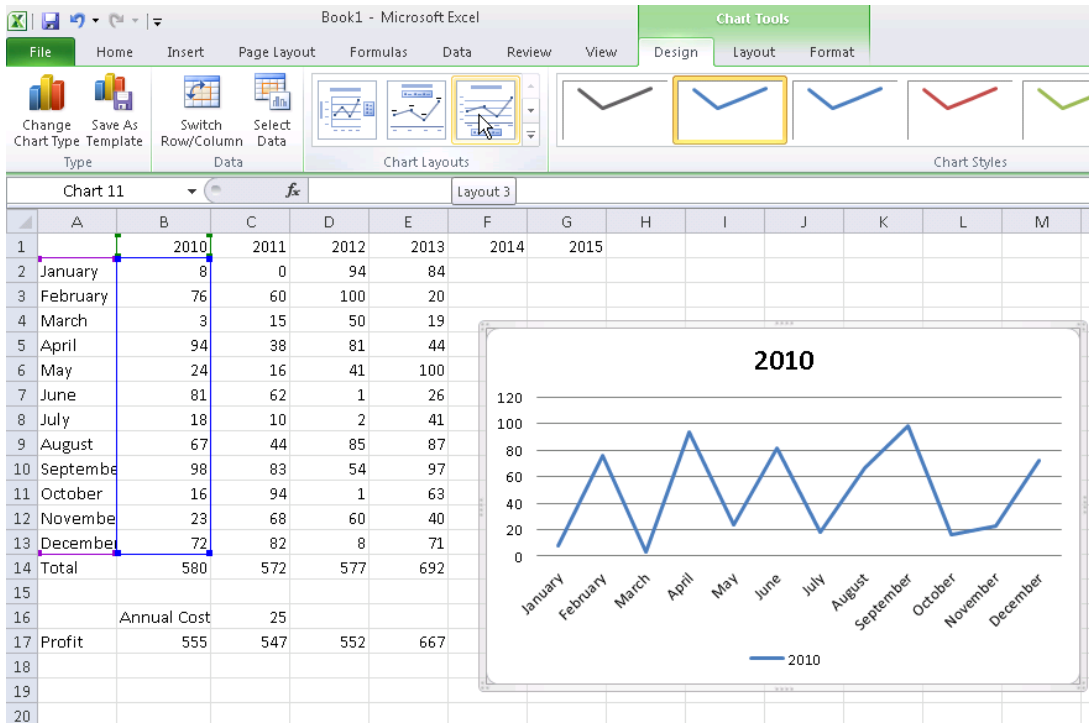 Book1 - Microsoft Excel
Chart Tools
File Home Insert Page Layout Formulas Data Review View Design Layout Format
Change Chart Type
Save As Template
Switch Row/Column
Select Data
Type Data Chart Layouts Chart Styles
Chart 11 fx Layout 3
A B C D E F G H I J K L M
1 2010 2011 2012 2013 2014 2015
2 January 8 0 94 84
3 February 76 60 100 20
4 March 3 15 50 19
5 April 94 38 81 44
6 May 24 16 41 100
7 June 81 62 1 26
8 July 18 10 2 41
9 August 67 44 85 87
10 Septembe 98 83 54 97
11 October 16 94 1 63
12 Novembe 23 68 60 40
13 December 72 82 8 71
14 Total 580 572 577 692
15
16 Annual Cost 25
17 Profit 555 547 552 667
18
19
20
2010
120
100
80
60
40
20
0
January February March April May June July August September October November December
2010